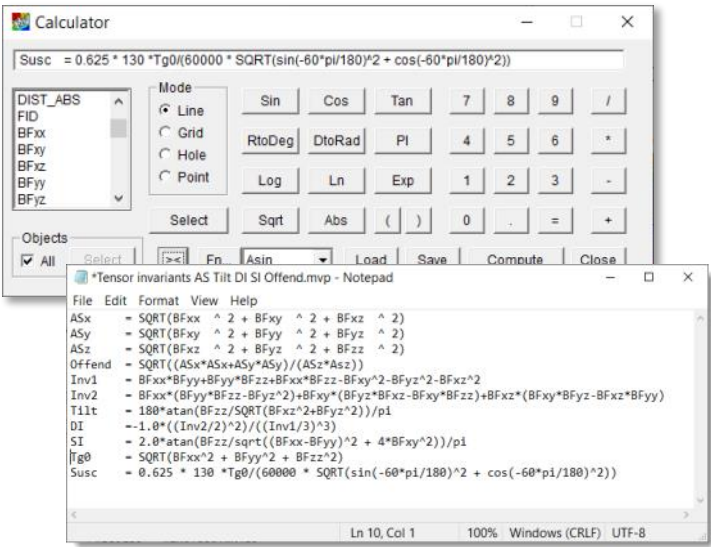 Calculator
Susc = 0.625 * 130 *Tg0/(60000 * SQRT(sin(-60*pi/180)^2 + cos(-60*pi/180)^2))
DIST_ABS
FID
BFxx
BFxy
BFxz
BFyy
BFyz
Mode
Line
Grid
Hole
Point
Sin Cos Tan 7 8 9 /
RtoDeg DtoRad PI 4 5 6 *
Log Ln Exp 1 2 3 -
Select Sqrt Abs ( ) 0 . = +
Objects
All Select >< Fn... Asin Load Save Compute Close
*Tensor invariants AS Tilt DI SI Offend.mvp - Notepad
File Edit Format View Help
ASx = SQRT(BFxx ^ 2 + BFxy ^ 2 + BFxz ^ 2)
ASy = SQRT(BFxy ^ 2 + BFyy ^ 2 + BFyz ^ 2)
ASz = SQRT(BFxz ^ 2 + BFyz ^ 2 + BFzz ^ 2)
Offend = SQRT((ASx*ASx+ASy*ASy)/(ASz*Asz))
Inv1 = BFxx*BFyy+BFyy*BFzz+BFxx*BFzz-BFxy^2-BFyz^2-BFxz^2
Inv2 = BFxx*(BFyy*BFzz-BFyz^2)+BFxy*(BFyz*BFxz-BFxy*BFzz)+BFxz*(BFxy*BFyz-BFxz*BFyy)
Tilt = 180*atan(BFzz/SQRT(BFxz^2+BFyz^2))/pi
DI =-1.0*((Inv2/2)^2)/((Inv1/3)^3)
SI = 2.0*atan(BFzz/sqrt((BFxx-BFyy)^2 + 4*BFxy^2))/pi
Tg0 = SQRT(BFxx^2 + BFyy^2 + BFzz^2)
Susc = 0.625 * 130 *Tg0/(60000 * SQRT(sin(-60*pi/180)^2 + cos(-60*pi/180)^2))
Ln 10, Col 1 100% Windows (CRLF) UTF-8